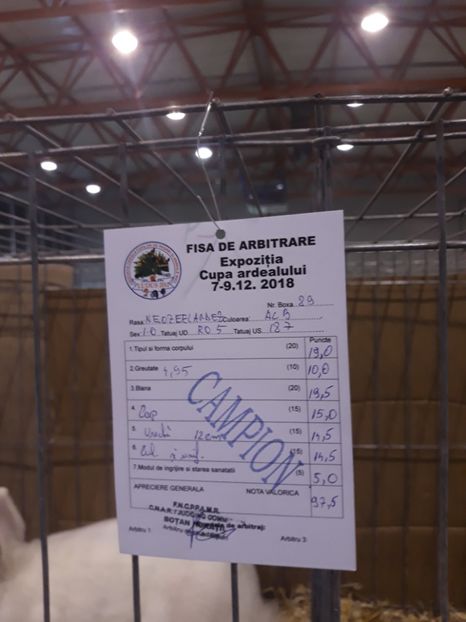 FISA DE ARBITRARE
Expoziția
Cupa ardealului
7-9.12. 2018
Nr. Boxa. 29
Rasa: NEOZEELANDEZ Culoarea: ALB
Sex: 1.0 Tatuaj UD RO 5 Tatuaj US 187
Puncte
1.Tipul si forma corpului (20) 19,0
2.Greutate 4,95 (10) 10,0
3.Blana (20) 19,5
4. Cap (15) 15,0
5. Urechi 12 cm (15) 14,5
6. Cul. (15) 14,5
7.Modul de ingrijire si starea sanatatii (5) 5,0
APRECIERE GENERALA NOTA VALORICA 97,5
CAMPION
F.N.C.P.P.A.M.R.
BOTAN
Arbitru 1: Arbitru Arbitru 3: